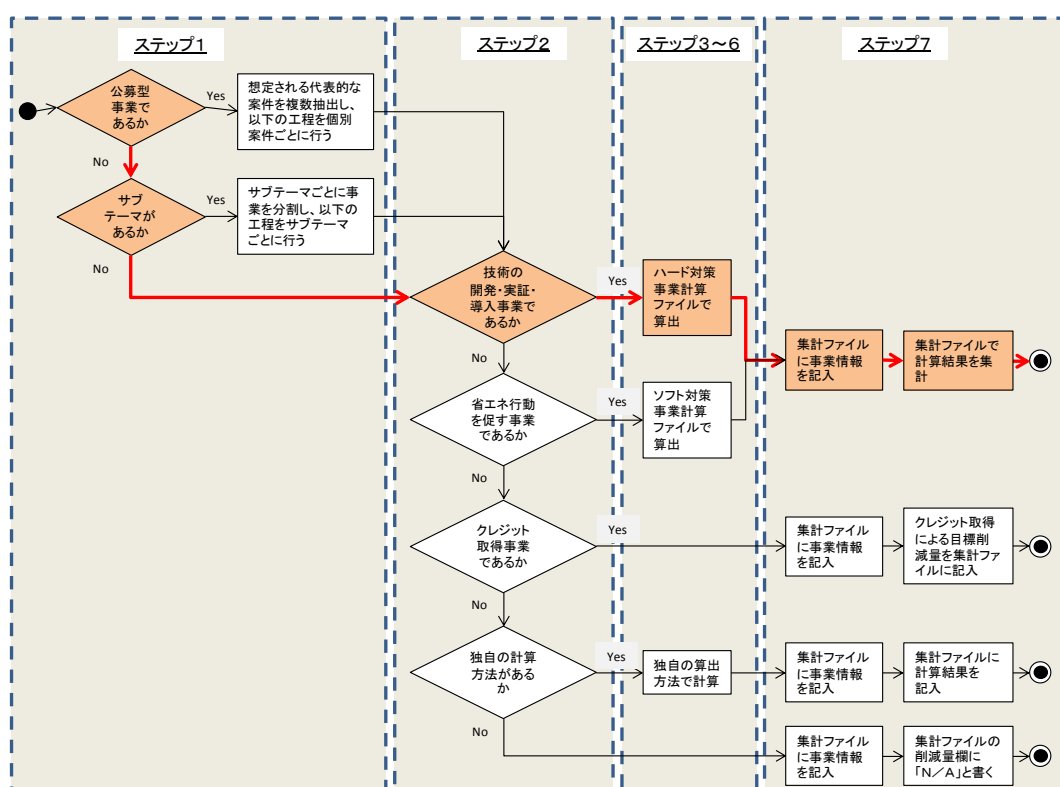 ステップ1
ステップ2
ステップ3～6
ステップ7
公募型
事業で
あるか
Yes
想定される代表的な
案件を複数抽出し、
以下の工程を個別
案件ごとに行う
No
サブ
テーマが
あるか
Yes
サブテーマごとに事
業を分割し、以下の
工程をサブテーマ
ごとに行う
No
技術の
開発・実証・
導入事業で
あるか
Yes
ハード対策
事業計算
ファイルで
算出
集計ファイル
に事業情報
を記入
集計ファイルで
計算結果を集
計
No
省エネ行動
を促す事業
であるか
Yes
ソフト対策
事業計算
ファイルで
算出
No
クレジット
取得事業
であるか
Yes
集計ファイル
に事業情報
を記入
クレジット取得
による目標削
減量を集計ファ
イルに記入
No
独自の計算
方法がある
か
Yes
独自の算出
方法で計算
集計ファイル
に事業情報
を記入
集計ファイルに
計算結果を
記入
No
集計ファイル
に事業情報
を記入
集計ファイルの
削減量欄に
「N／A」と書く